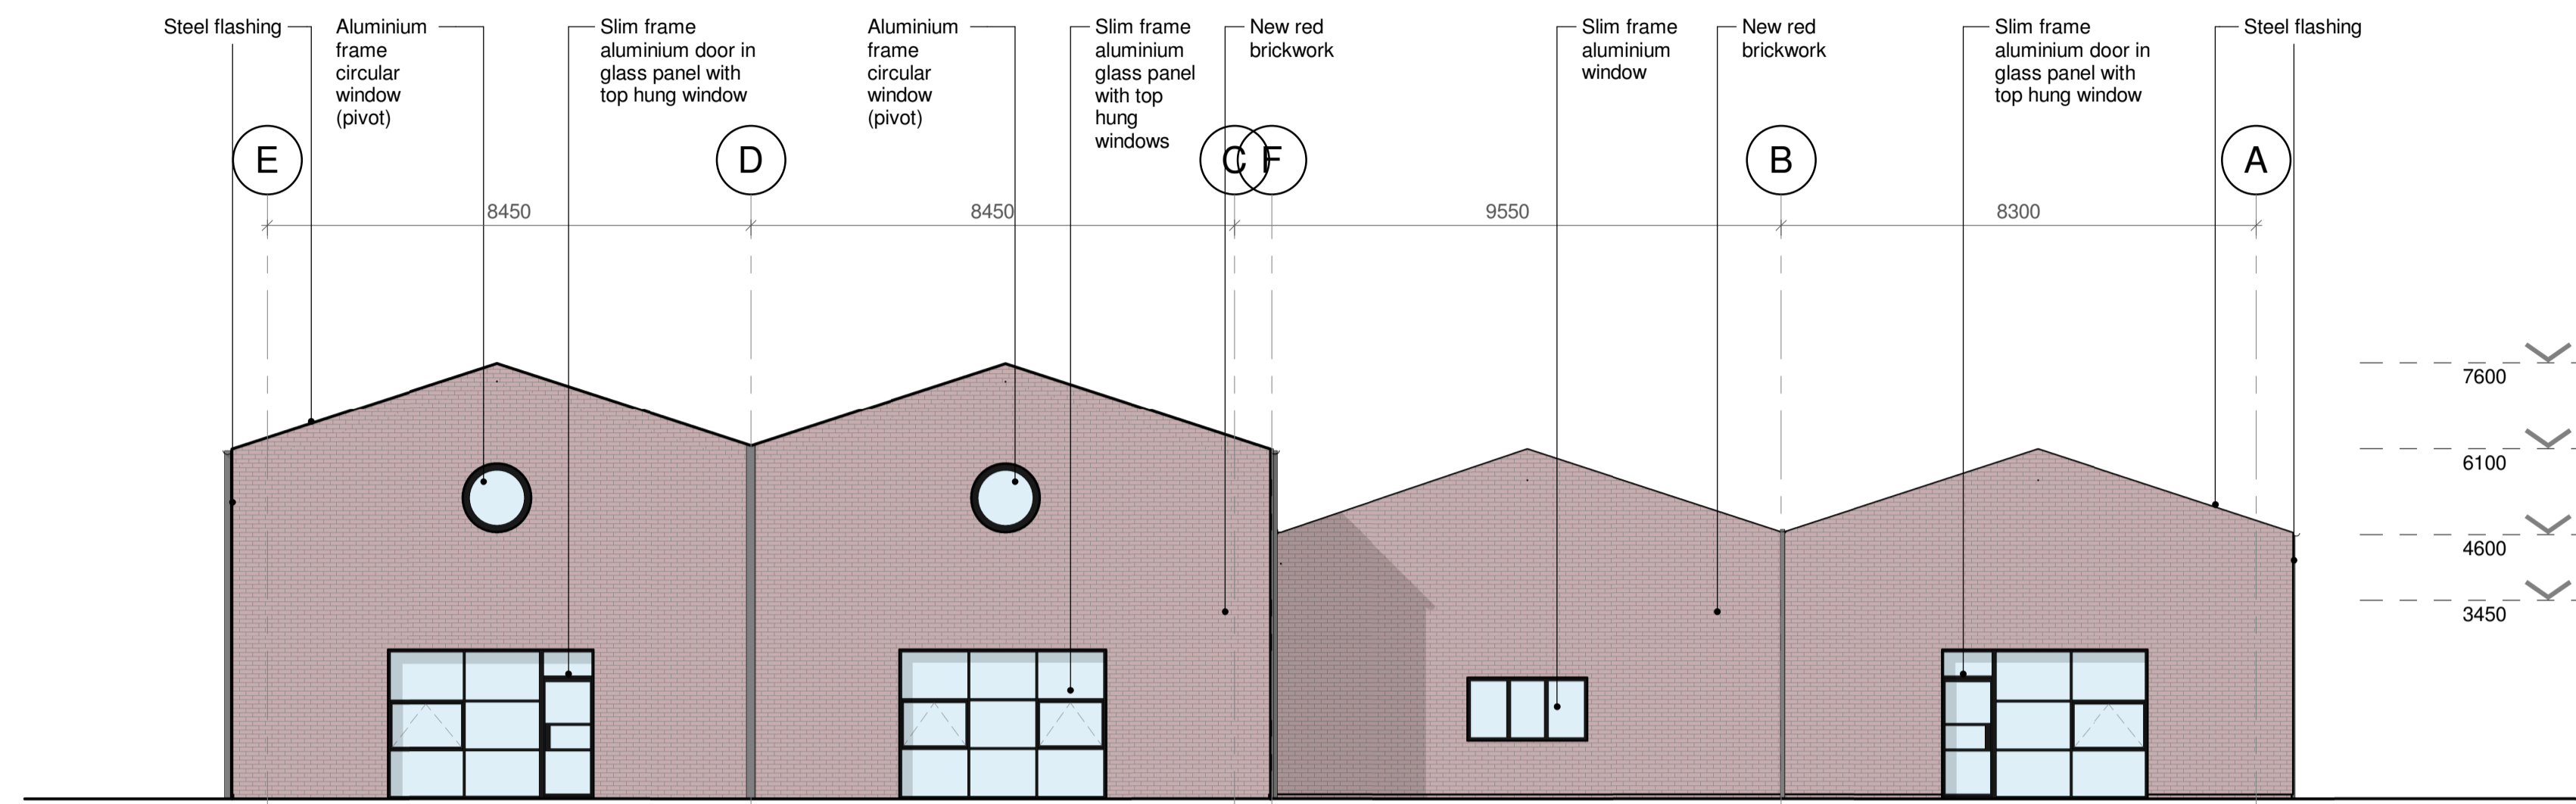 Steel flashing
Aluminium
frame
circular
window
(pivot)
Slim frame
aluminium door in
glass panel with
top hung window
Aluminium
frame
circular
window
(pivot)
Slim frame
aluminium
glass panel
with top
hung
windows
New red
brickwork
Slim frame
aluminium
window
New red
brickwork
Slim frame
aluminium door in
glass panel with
top hung window
Steel flashing
E
D
C
F
B
A
8450
8450
9550
8300
7600
6100
4600
3450